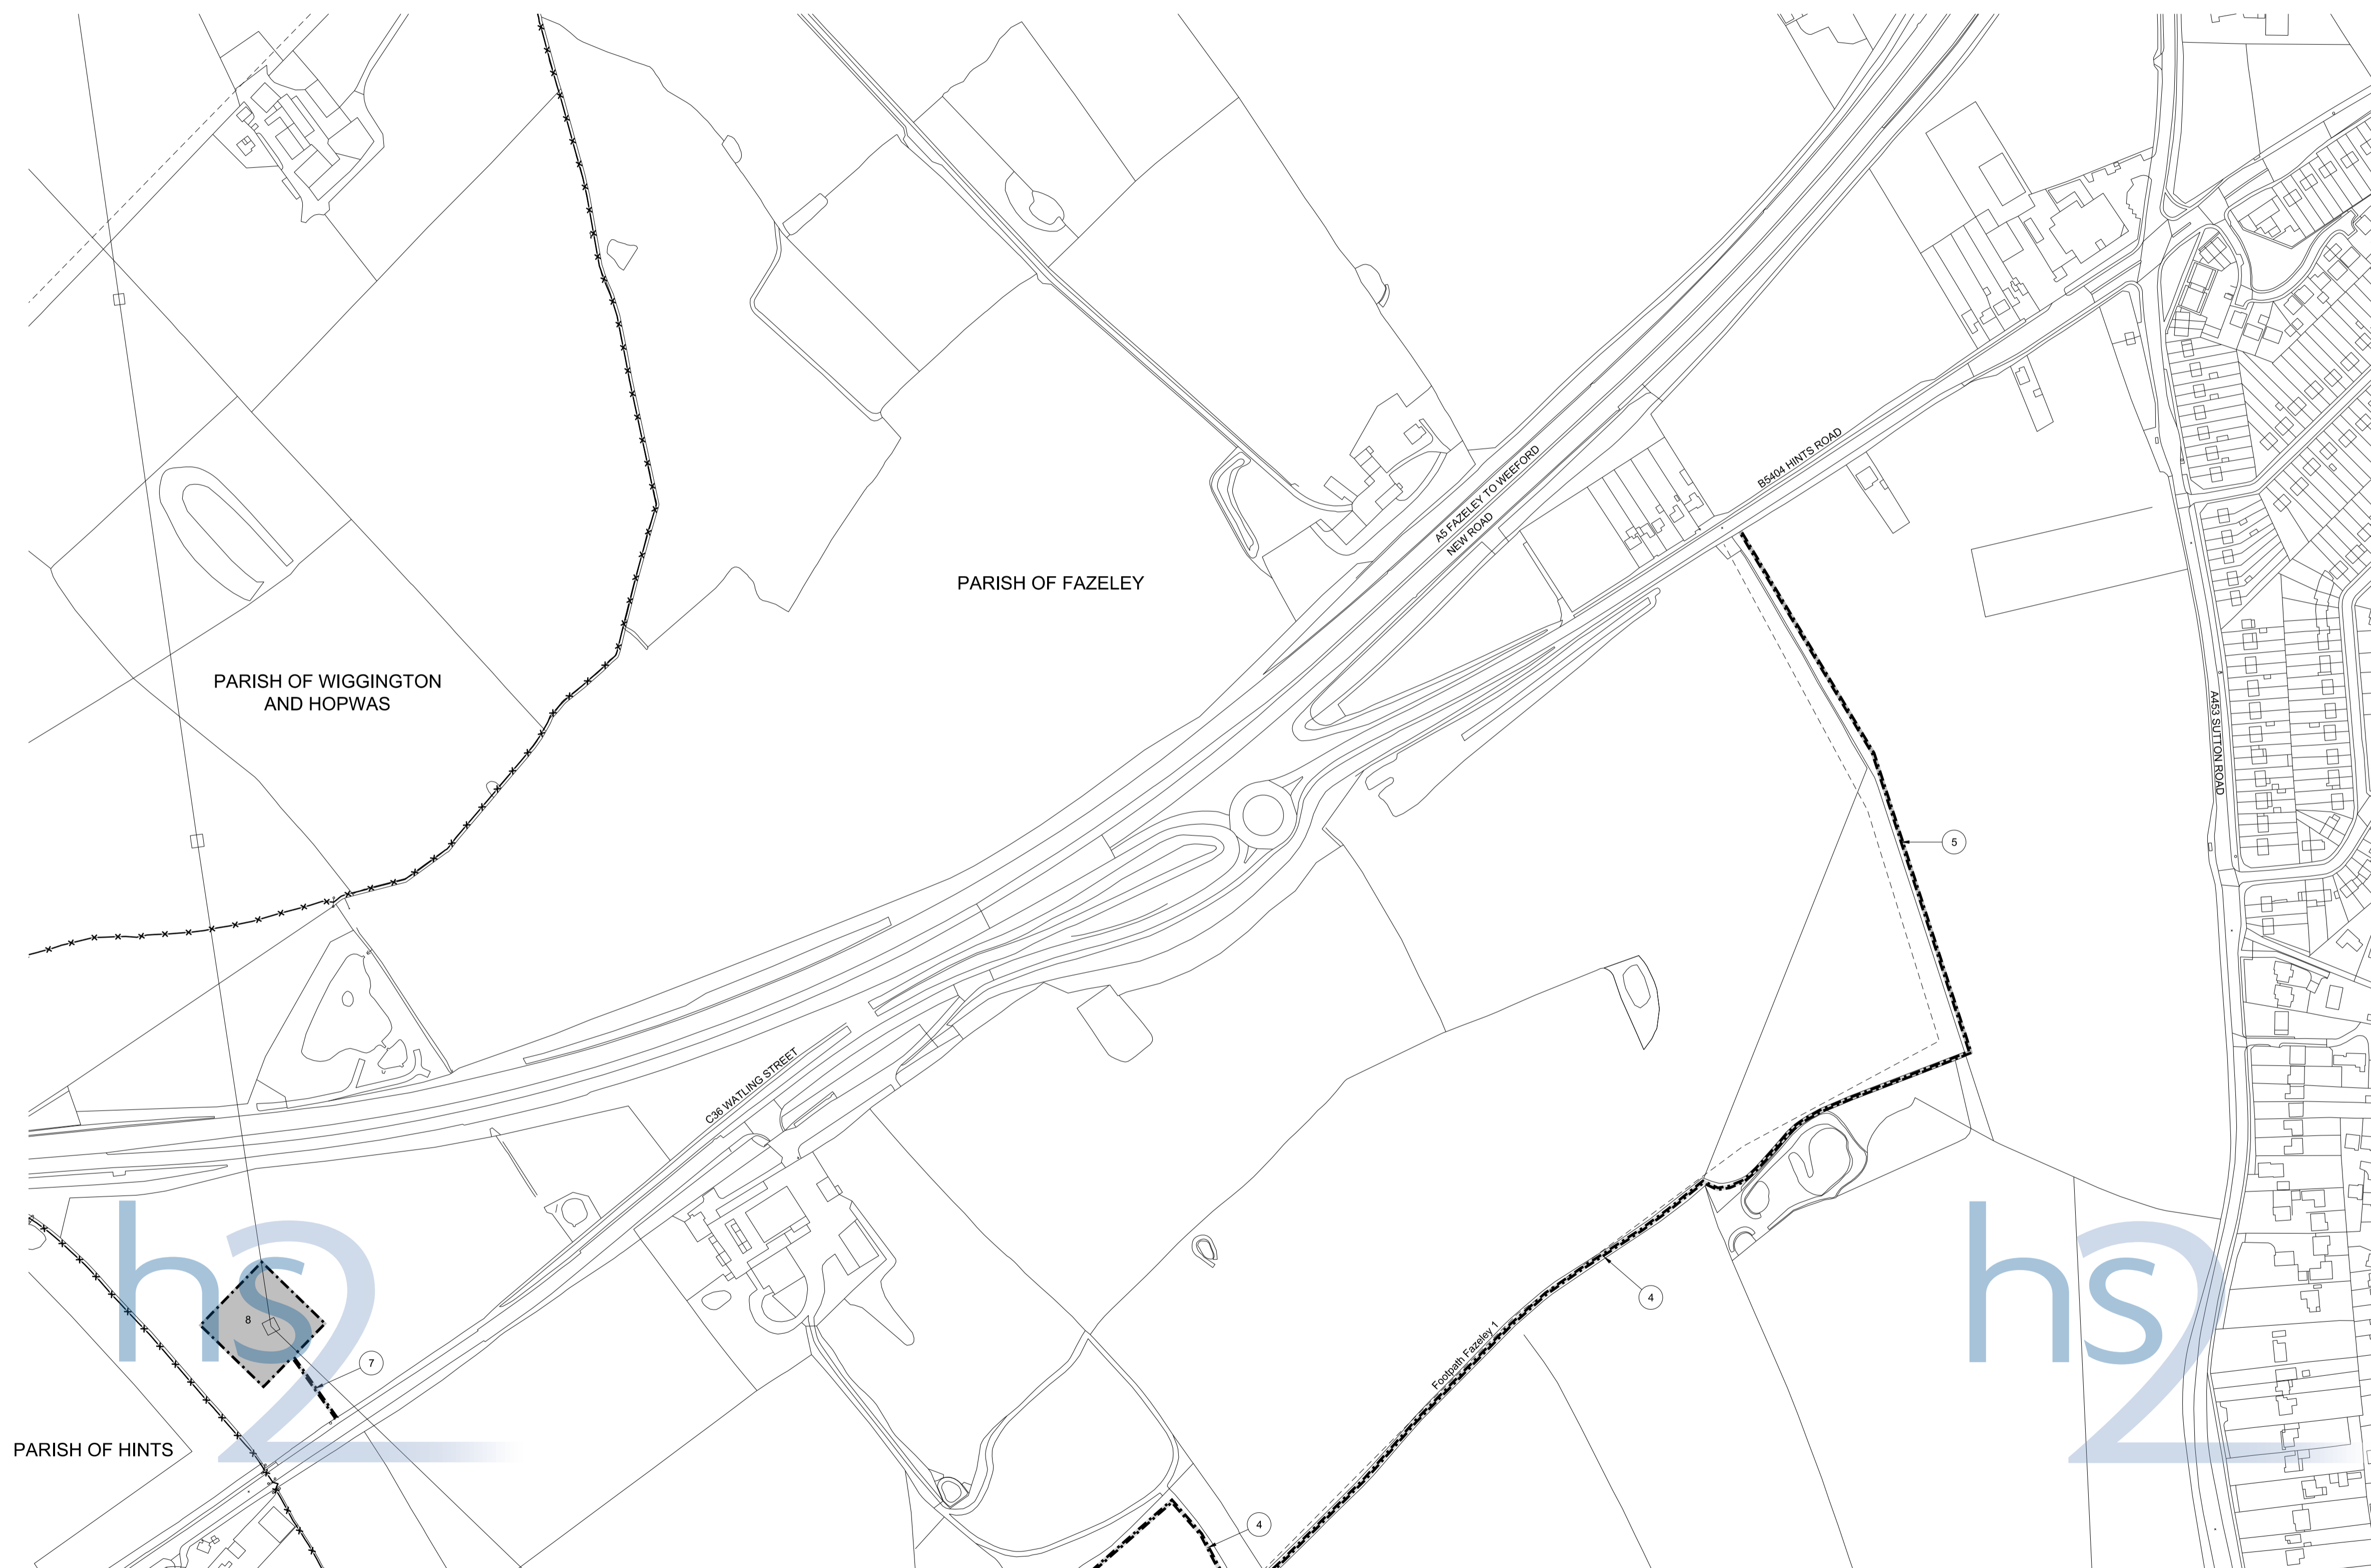 A5 FAZELEY TO WEEFORD
NEW ROAD
B5404 HINTS ROAD
PARISH OF FAZELEY
PARISH OF WIGGINGTON
AND HOPWAS
A453 SUTTON ROAD
5
C36 WATLING STREET
4
Footpath Fazeley 1
8
7
PARISH OF HINTS
4
hs2
hs2